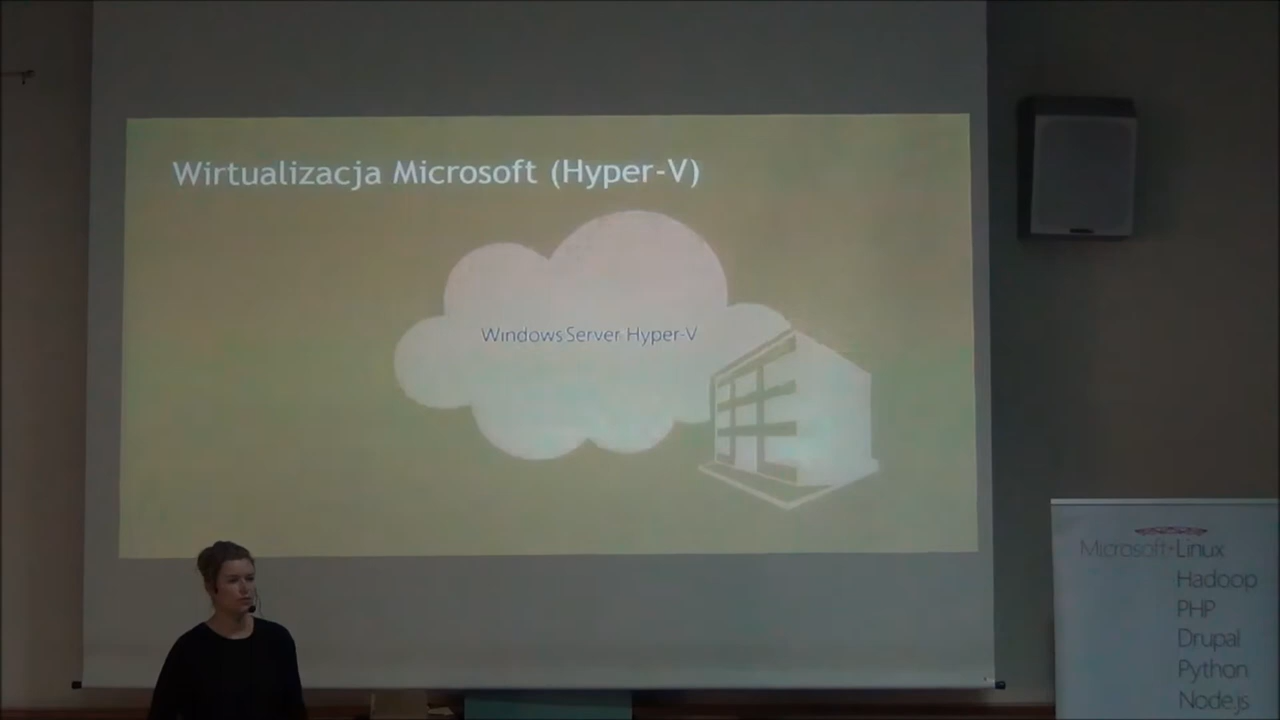 Wirtualizacja Microsoft (Hyper-V)
Windows Server Hyper-V
Microsoft+Linux
Hadoop
PHP
Drupal
Python
Node.js